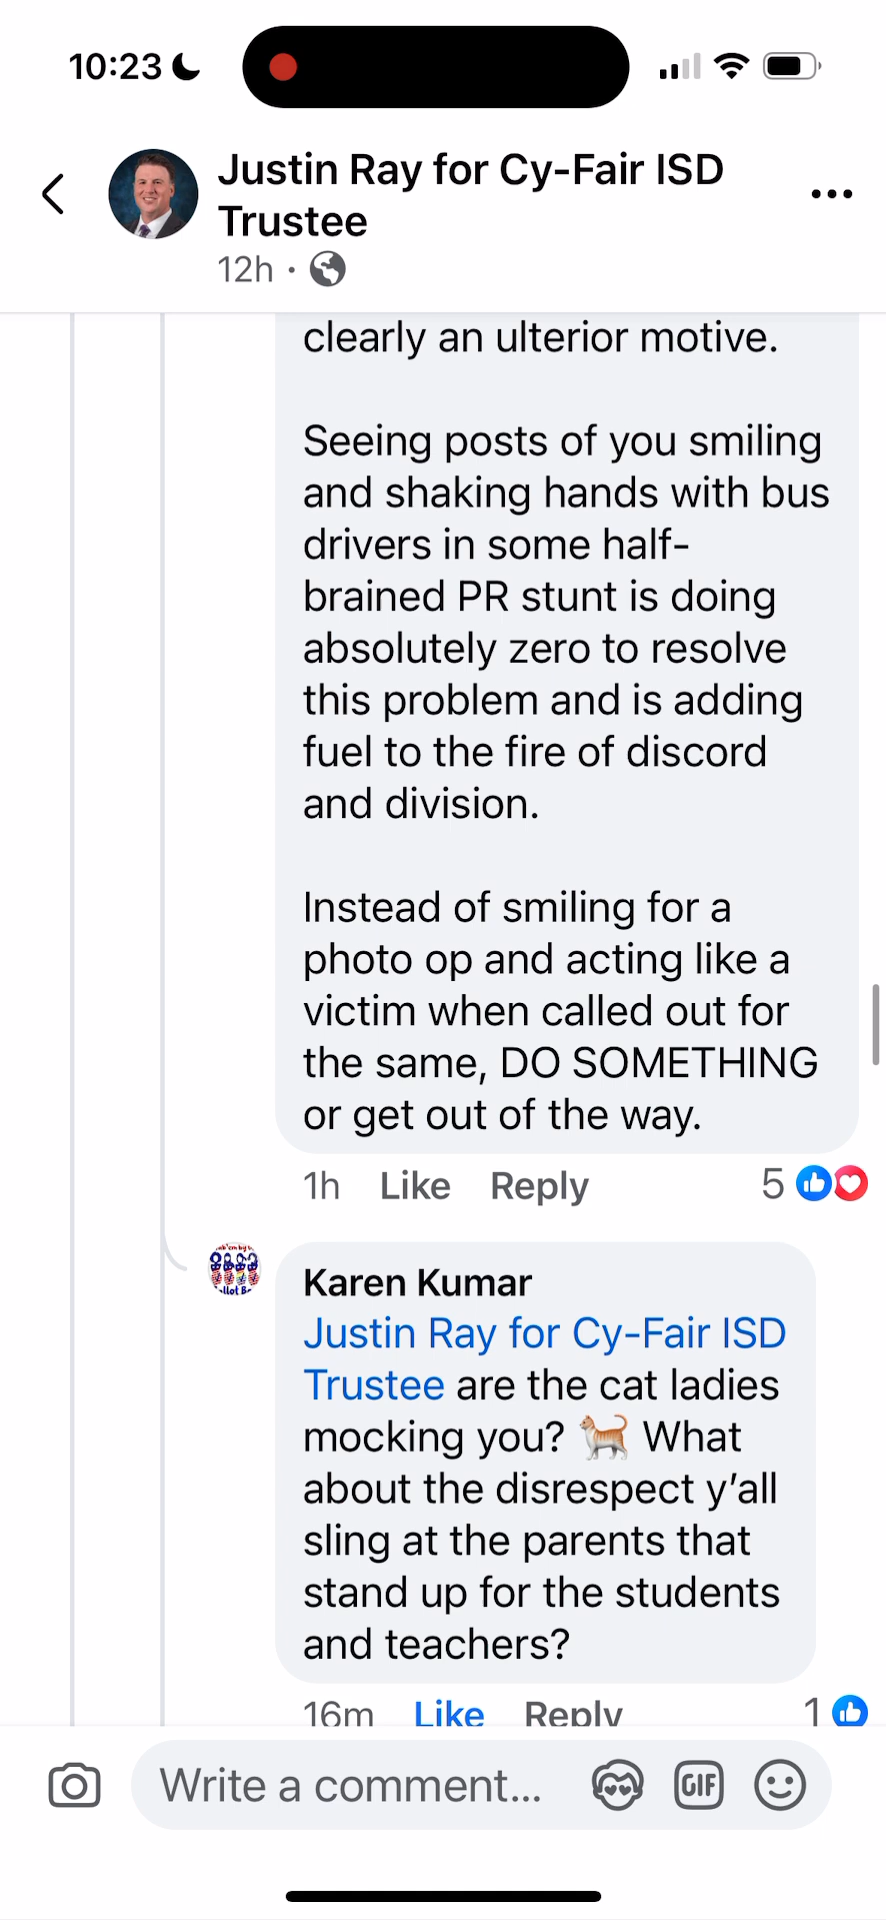 10:23
Justin Ray for Cy-Fair ISD
Trustee
12h ·
clearly an ulterior motive.
Seeing posts of you smiling
and shaking hands with bus
drivers in some half-
brained PR stunt is doing
absolutely zero to resolve
this problem and is adding
fuel to the fire of discord
and division.
Instead of smiling for a
photo op and acting like a
victim when called out for
the same, DO SOMETHING
or get out of the way.
1h Like Reply 5
Karen Kumar
Justin Ray for Cy-Fair ISD
Trustee are the cat ladies
mocking you? 🐈 What
about the disrespect y’all
sling at the parents that
stand up for the students
and teachers?
16m Like Reply 1
Write a comment...
GIF